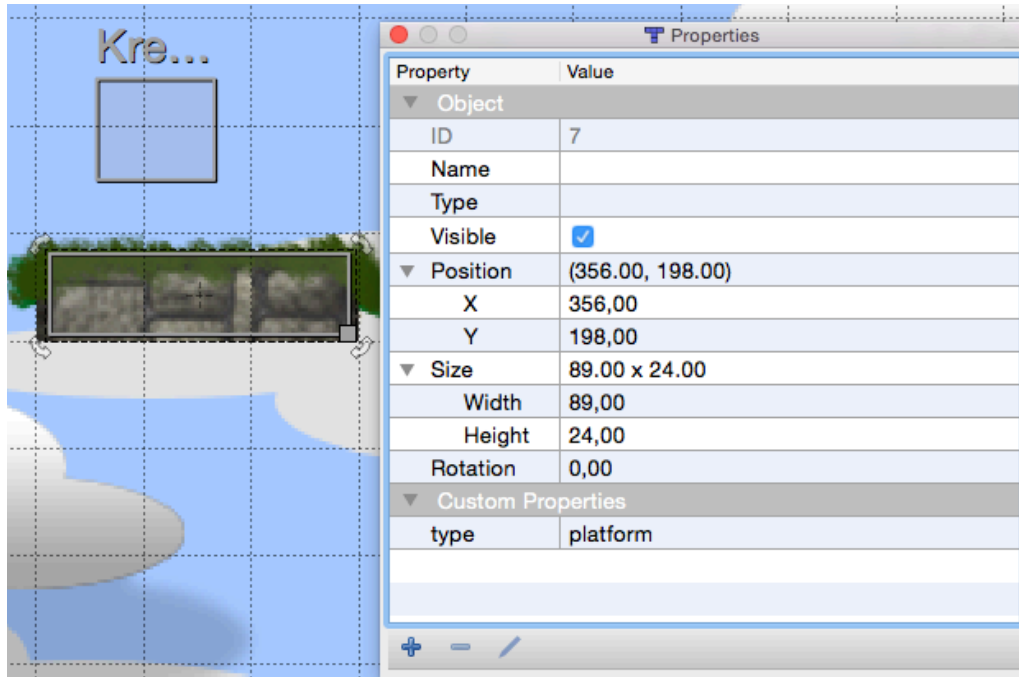 Kre...
Properties
Property Value
Object
ID 7
Name
Type
Visible
Position (356.00, 198.00)
X 356,00
Y 198,00
Size 89.00 x 24.00
Width 89,00
Height 24,00
Rotation 0,00
Custom Properties
type platform